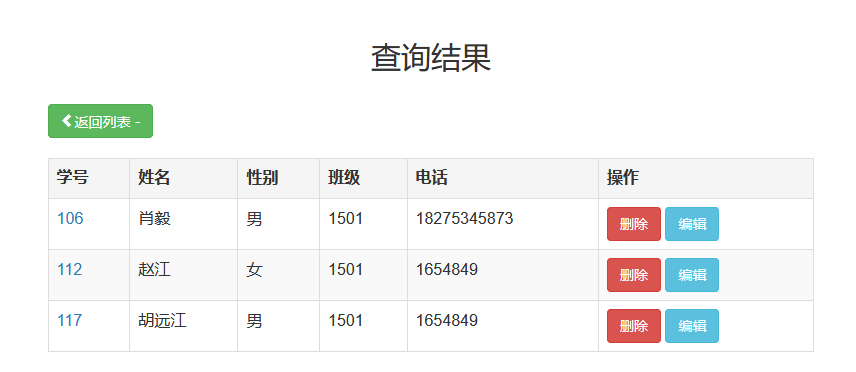 查询结果
返回列表 -
学号 姓名 性别 班级 电话 操作
106 肖毅 男 1501 18275345873 删除 编辑
112 赵江 女 1501 1654849 删除 编辑
117 胡远江 男 1501 1654849 删除 编辑